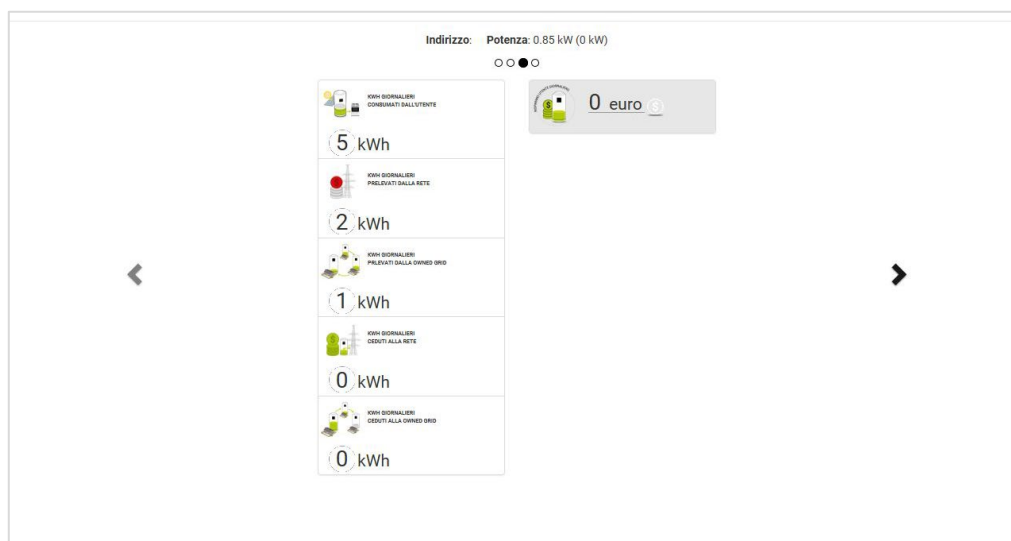 Indirizzo: Potenza: 0.85 kW (0 kW)
KWH GIORNALIERI
CONSUMATI DALL'UTENTE
5 kWh
KWH GIORNALIERI
PRELEVATI DALLA RETE
2 kWh
KWH GIORNALIERI
PRLEVATI DALLA OWNED GRID
1 kWh
KWH GIORNALIERI
CEDUTI ALLA RETE
0 kWh
KWH GIORNALIERI
CEDUTI ALLA OWNED GRID
0 kWh
0 euro